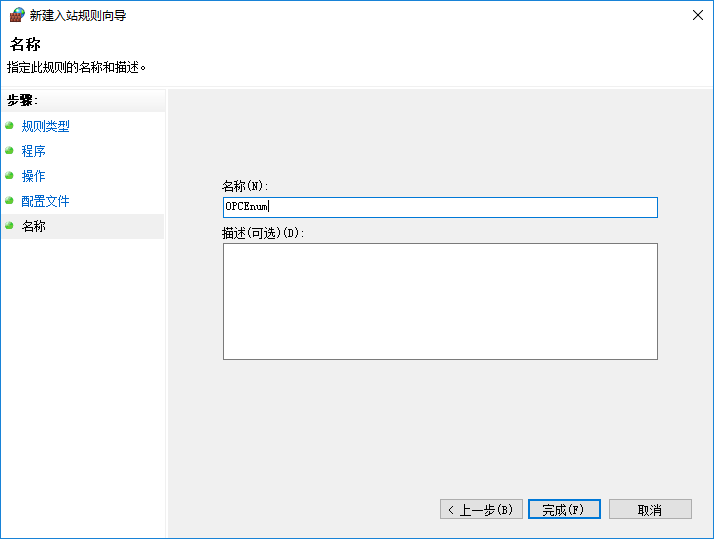 新建入站规则向导
名称
指定此规则的名称和描述。
步骤:
规则类型
程序
操作
配置文件
名称
名称(N):
OPCEnum
描述(可选)(D):
< 上一步(B)
完成(F)
取消